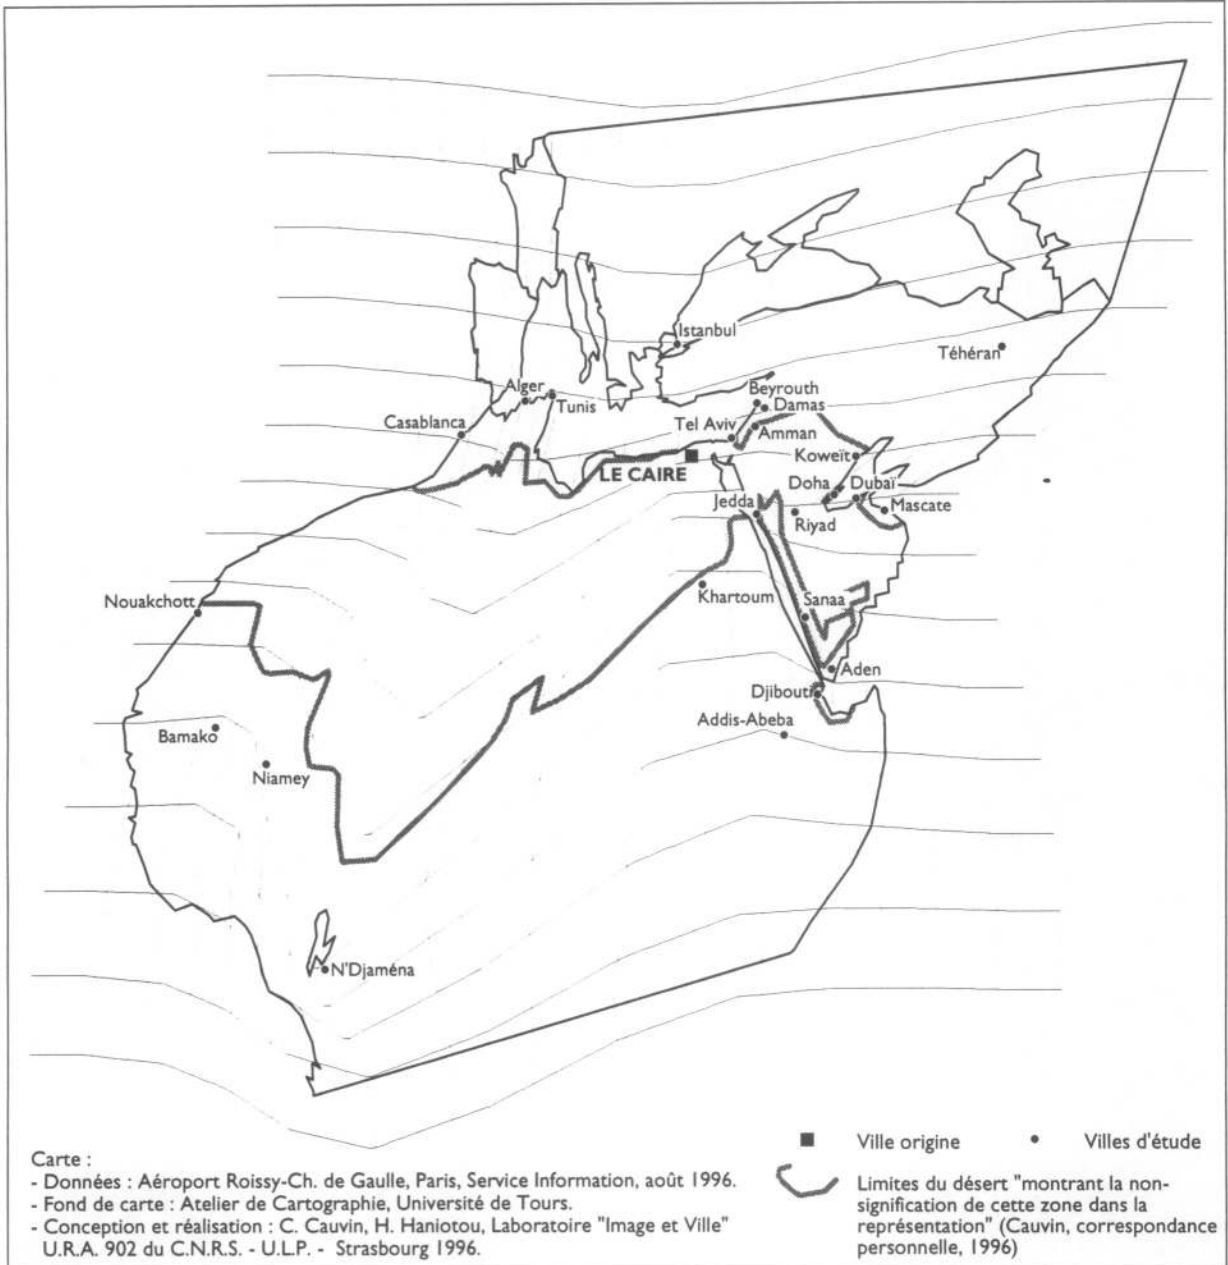 Istanbul
Téhéran
Alger
Tunis
Beyrouth
Damas
Casablanca
Tel Aviv
Amman
Koweït
LE CAIRE
Doha
Dubaï
Jedda
Mascate
Riyad
Khartoum
Nouakchott
Sanaa
Aden
Djibouti
Addis-Abeba
Bamako
Niamey
N'Djaména
Ville origine
Villes d'étude
Limites du désert "montrant la non-
signification de cette zone dans la
représentation" (Cauvin, correspondance
personnelle, 1996)
Carte :
- Données : Aéroport Roissy-Ch. de Gaulle, Paris, Service Information, août 1996.
- Fond de carte : Atelier de Cartographie, Université de Tours.
- Conception et réalisation : C. Cauvin, H. Haniotou, Laboratoire "Image et Ville"
U.R.A. 902 du C.N.R.S. - U.L.P. - Strasbourg 1996.